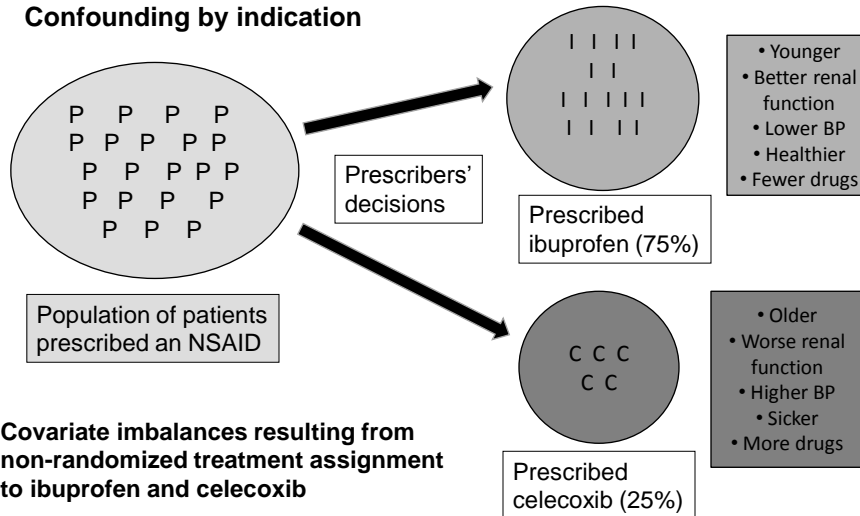 Confounding by indication
P P P P
P P P P P
P P P P P
P P P P
P P P
Population of patients
prescribed an NSAID
Prescribers’
decisions
I I I I
I I
I I I I I
I I I I
Prescribed
ibuprofen (75%)
• Younger
• Better renal
function
• Lower BP
• Healthier
• Fewer drugs
C C C
C C
Prescribed
celecoxib (25%)
• Older
• Worse renal
function
• Higher BP
• Sicker
• More drugs
Covariate imbalances resulting from
non-randomized treatment assignment
to ibuprofen and celecoxib